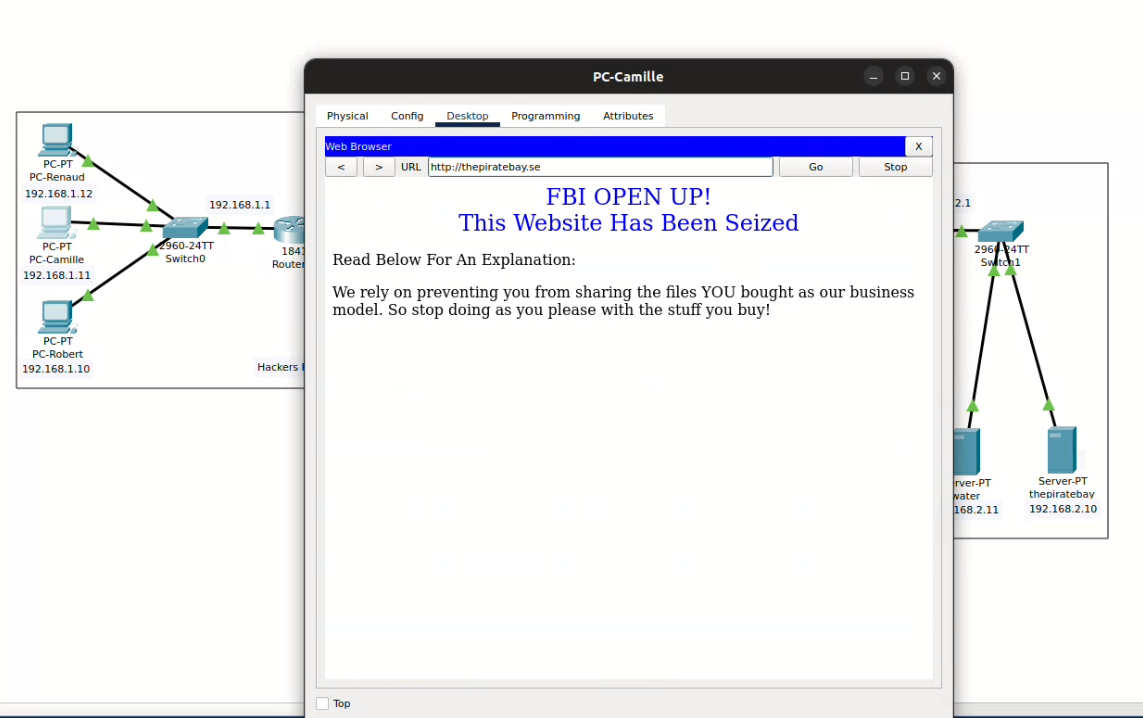 PC-Camille
Physical Config Desktop Programming Attributes
Web Browser X
< > URL http://thepiratebay.se Go Stop
FBI OPEN UP!
This Website Has Been Seized
Read Below For An Explanation:
We rely on preventing you from sharing the files YOU bought as our business
model. So stop doing as you please with the stuff you buy!
Top
PC-PT
PC-Renaud
192.168.1.12
PC-PT
PC-Camille
192.168.1.11
PC-PT
PC-Robert
192.168.1.10
192.168.1.1
2960-24TT
Switch0
1841
Router
Hackers
2.1
2960-24TT
Switch1
rver-PT
water
168.2.11
Server-PT
thepiratebay
192.168.2.10